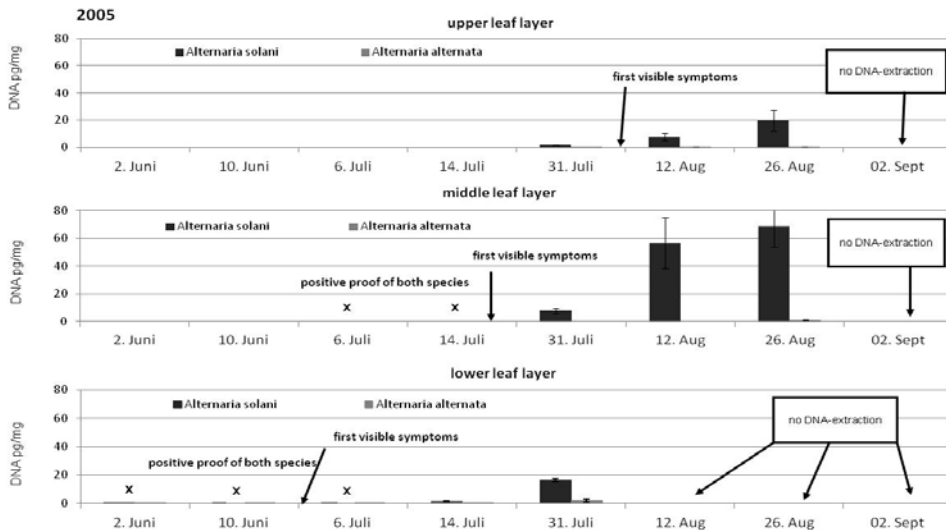 2005
upper leaf layer
Alternaria solani Alternaria alternata
DNA pg/mg
80
60
40
20
0
first visible symptoms
no DNA-extraction
2. Juni 10. Juni 6. Juli 14. Juli 31. Juli 12. Aug 26. Aug 02. Sept
middle leaf layer
Alternaria solani Alternaria alternata
DNA pg/mg
80
60
40
20
0
first visible symptoms
positive proof of both species
x x
no DNA-extraction
2. Juni 10. Juni 6. Juli 14. Juli 31. Juli 12. Aug 26. Aug 02. Sept
lower leaf layer
Alternaria solani Alternaria alternata
DNA pg/mg
80
60
40
20
0
first visible symptoms
positive proof of both species
x x x
no DNA-extraction
2. Juni 10. Juni 6. Juli 14. Juli 31. Juli 12. Aug 26. Aug 02. Sept